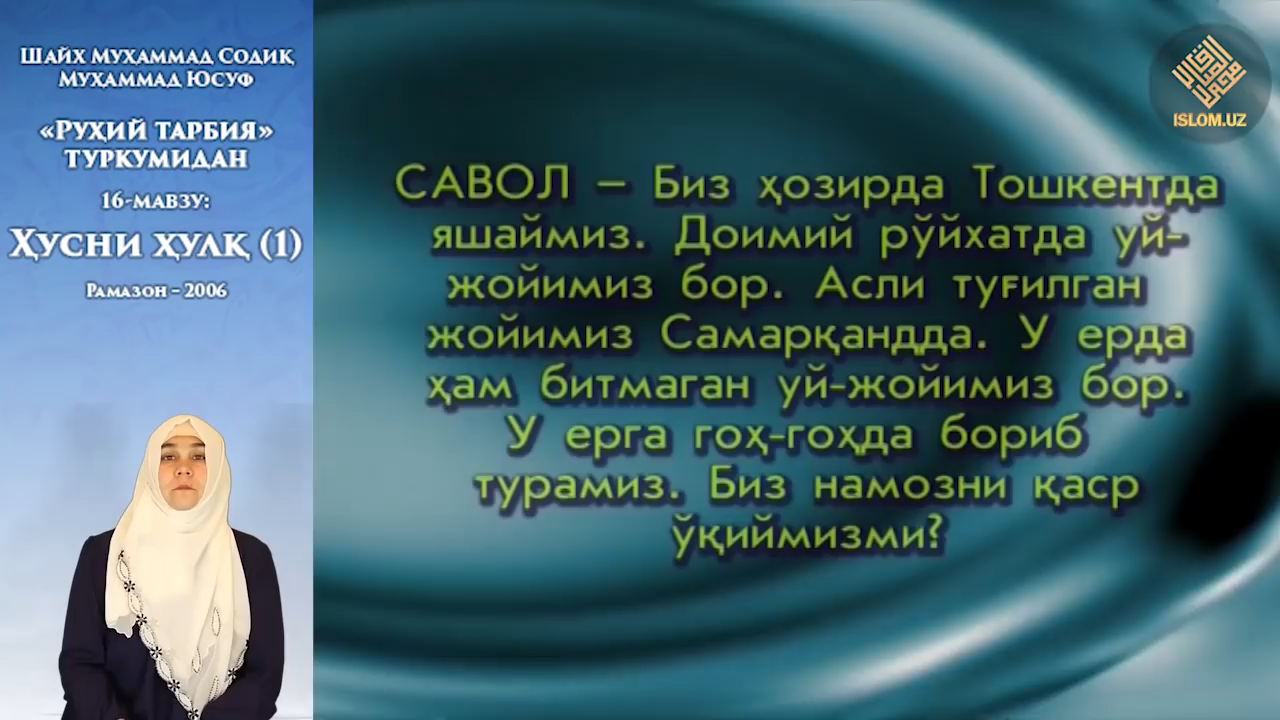 Шайх Муҳаммад Содиқ
Муҳаммад Юсуф
«Руҳий тарбия»
туркумидан
16-мавзу:
Ҳусни хулқ (1)
Рамазон – 2006
САВОЛ – Биз ҳозирда Тошкентда
яшаймиз. Доимий рўйхатда уй-
жойимиз бор. Асли туғилган
жойимиз Самарқандда. У ерда
ҳам битмаган уй-жойимиз бор.
У ерга гоҳ-гоҳда бориб
турамиз. Биз намозни қаср
ўқиймизми?
ISLOM.UZ